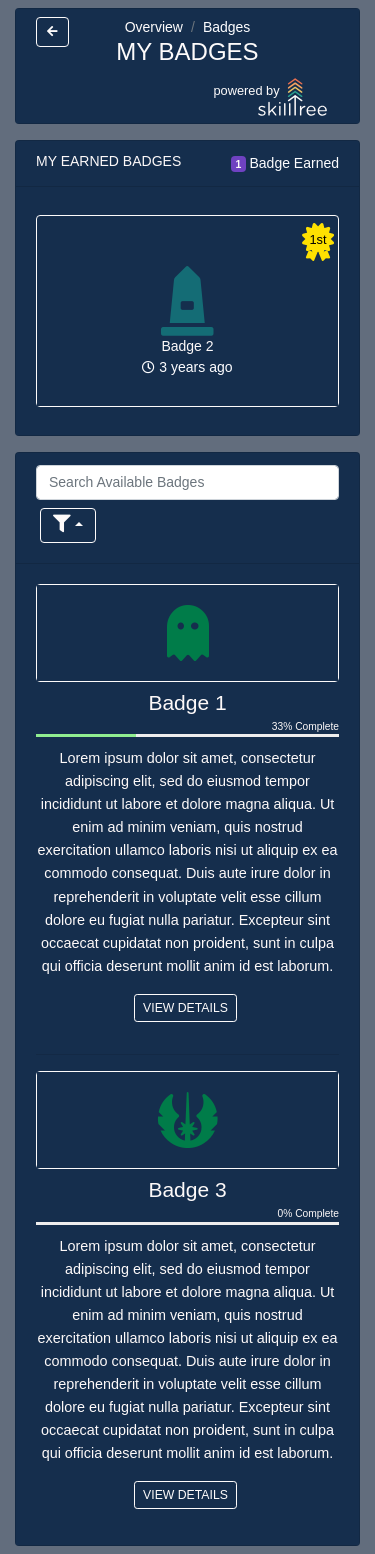 Overview / Badges
MY BADGES
powered by
skilltree
MY EARNED BADGES
1 Badge Earned
1st
Badge 2
3 years ago
Search Available Badges
Badge 1
33% Complete
Lorem ipsum dolor sit amet, consectetur
adipiscing elit, sed do eiusmod tempor
incididunt ut labore et dolore magna aliqua. Ut
enim ad minim veniam, quis nostrud
exercitation ullamco laboris nisi ut aliquip ex ea
commodo consequat. Duis aute irure dolor in
reprehenderit in voluptate velit esse cillum
dolore eu fugiat nulla pariatur. Excepteur sint
occaecat cupidatat non proident, sunt in culpa
qui officia deserunt mollit anim id est laborum.
VIEW DETAILS
Badge 3
0% Complete
Lorem ipsum dolor sit amet, consectetur
adipiscing elit, sed do eiusmod tempor
incididunt ut labore et dolore magna aliqua. Ut
enim ad minim veniam, quis nostrud
exercitation ullamco laboris nisi ut aliquip ex ea
commodo consequat. Duis aute irure dolor in
reprehenderit in voluptate velit esse cillum
dolore eu fugiat nulla pariatur. Excepteur sint
occaecat cupidatat non proident, sunt in culpa
qui officia deserunt mollit anim id est laborum.
VIEW DETAILS